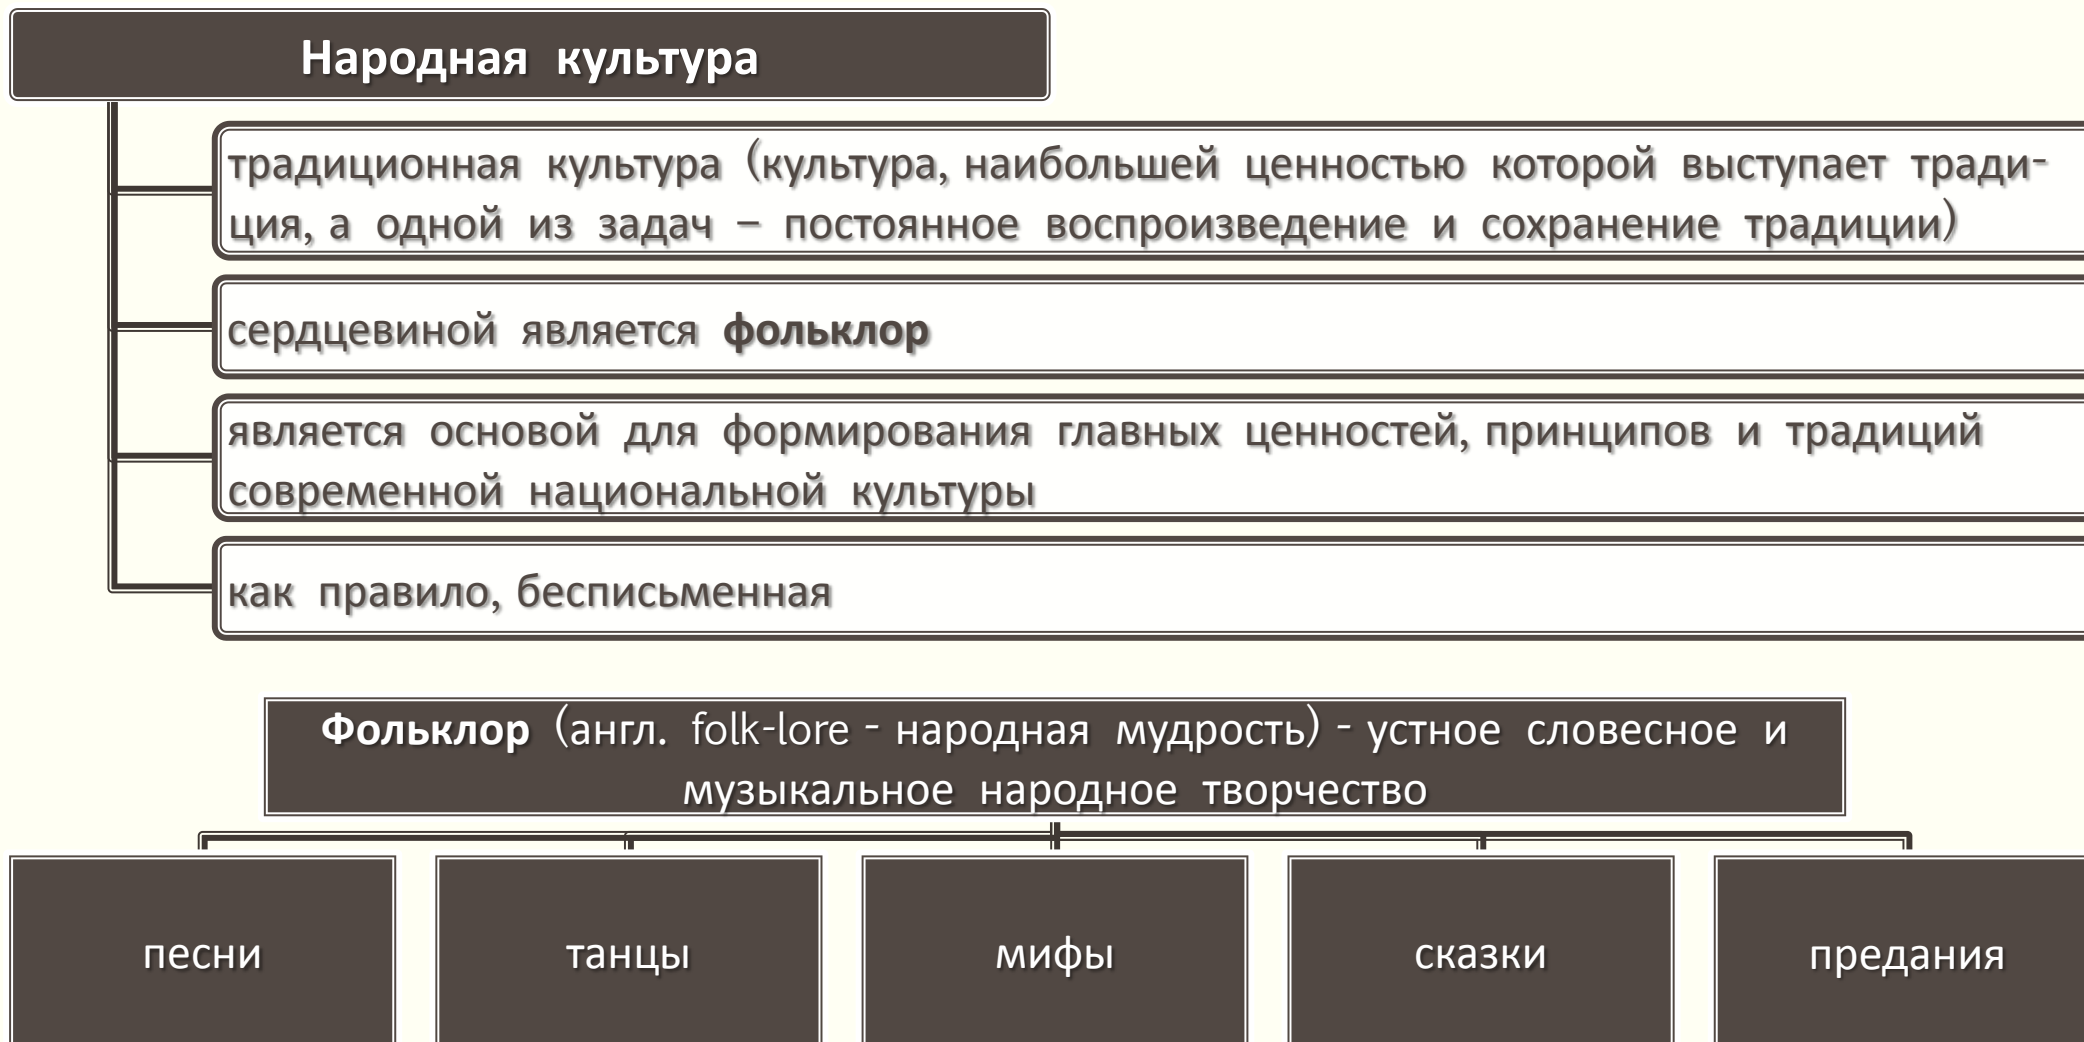 Народная культура
традиционная культура (культура, наибольшей ценностью которой выступает тради-
ция, а одной из задач – постоянное воспроизведение и сохранение традиции)
сердцевиной является фольклор
является основой для формирования главных ценностей, принципов и традиций
современной национальной культуры
как правило, бесписьменная
Фольклор (англ. folk-lore - народная мудрость) - устное словесное и
музыкальное народное творчество
песни
танцы
мифы
сказки
предания